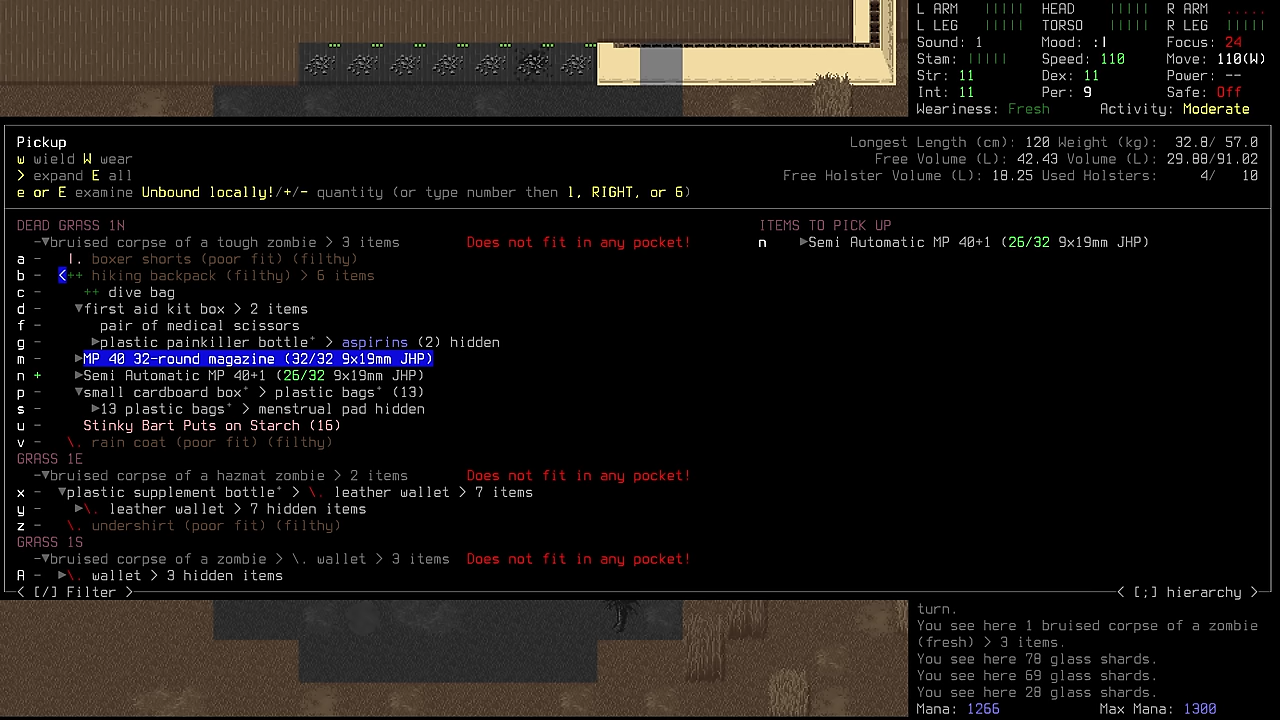 L ARM ||||| HEAD ||||| R ARM .....
L LEG ||||| TORSO ||||| R LEG |||||
Sound: 1 Mood: :| Focus: 24
Stam: ||||| Speed: 110 Move: 110(W)
Str: 11 Dex: 11 Power: --
Int: 11 Per: 9 Safe: Off
Weariness: Fresh Activity: Moderate
Pickup
w wield W wear
> expand E all
e or E examine Unbound locally!/+/- quantity (or type number then l, RIGHT, or 6)
Longest Length (cm): 120 Weight (kg): 32.8/ 57.0
Free Volume (L): 42.43 Volume (L): 29.88/91.02
Free Holster Volume (L): 18.25 Used Holsters: 4/ 10
DEAD GRASS 1N
-▼bruised corpse of a tough zombie > 3 items Does not fit in any pocket!
a - |. boxer shorts (poor fit) (filthy)
b - <++ hiking backpack (filthy) > 6 items
c - ++ dive bag
d - ▼first aid kit box > 2 items
f - pair of medical scissors
g - ▶plastic painkiller bottle⁺ > aspirins (2) hidden
m - ▶MP 40 32-round magazine (32/32 9x19mm JHP)
n + ▶Semi Automatic MP 40+1 (26/32 9x19mm JHP)
p - ▼small cardboard box⁺ > plastic bags⁺ (13)
s - ▶13 plastic bags⁺ > menstrual pad hidden
u - Stinky Bart Puts on Starch (16)
v - \. rain coat (poor fit) (filthy)
GRASS 1E
-▼bruised corpse of a hazmat zombie > 2 items Does not fit in any pocket!
x - ▼plastic supplement bottle⁺ > \. leather wallet > 7 items
y - ▶\. leather wallet > 7 hidden items
z - \. undershirt (poor fit) (filthy)
GRASS 1S
-▼bruised corpse of a zombie > \. wallet > 3 items Does not fit in any pocket!
A - ▶\. wallet > 3 hidden items
< [/] Filter >
ITEMS TO PICK UP
n ▶Semi Automatic MP 40+1 (26/32 9x19mm JHP)
< [;] hierarchy >
turn.
You see here 1 bruised corpse of a zombie
(fresh) > 3 items.
You see here 78 glass shards.
You see here 69 glass shards.
You see here 28 glass shards.
Mana: 1266 Max Mana: 1300